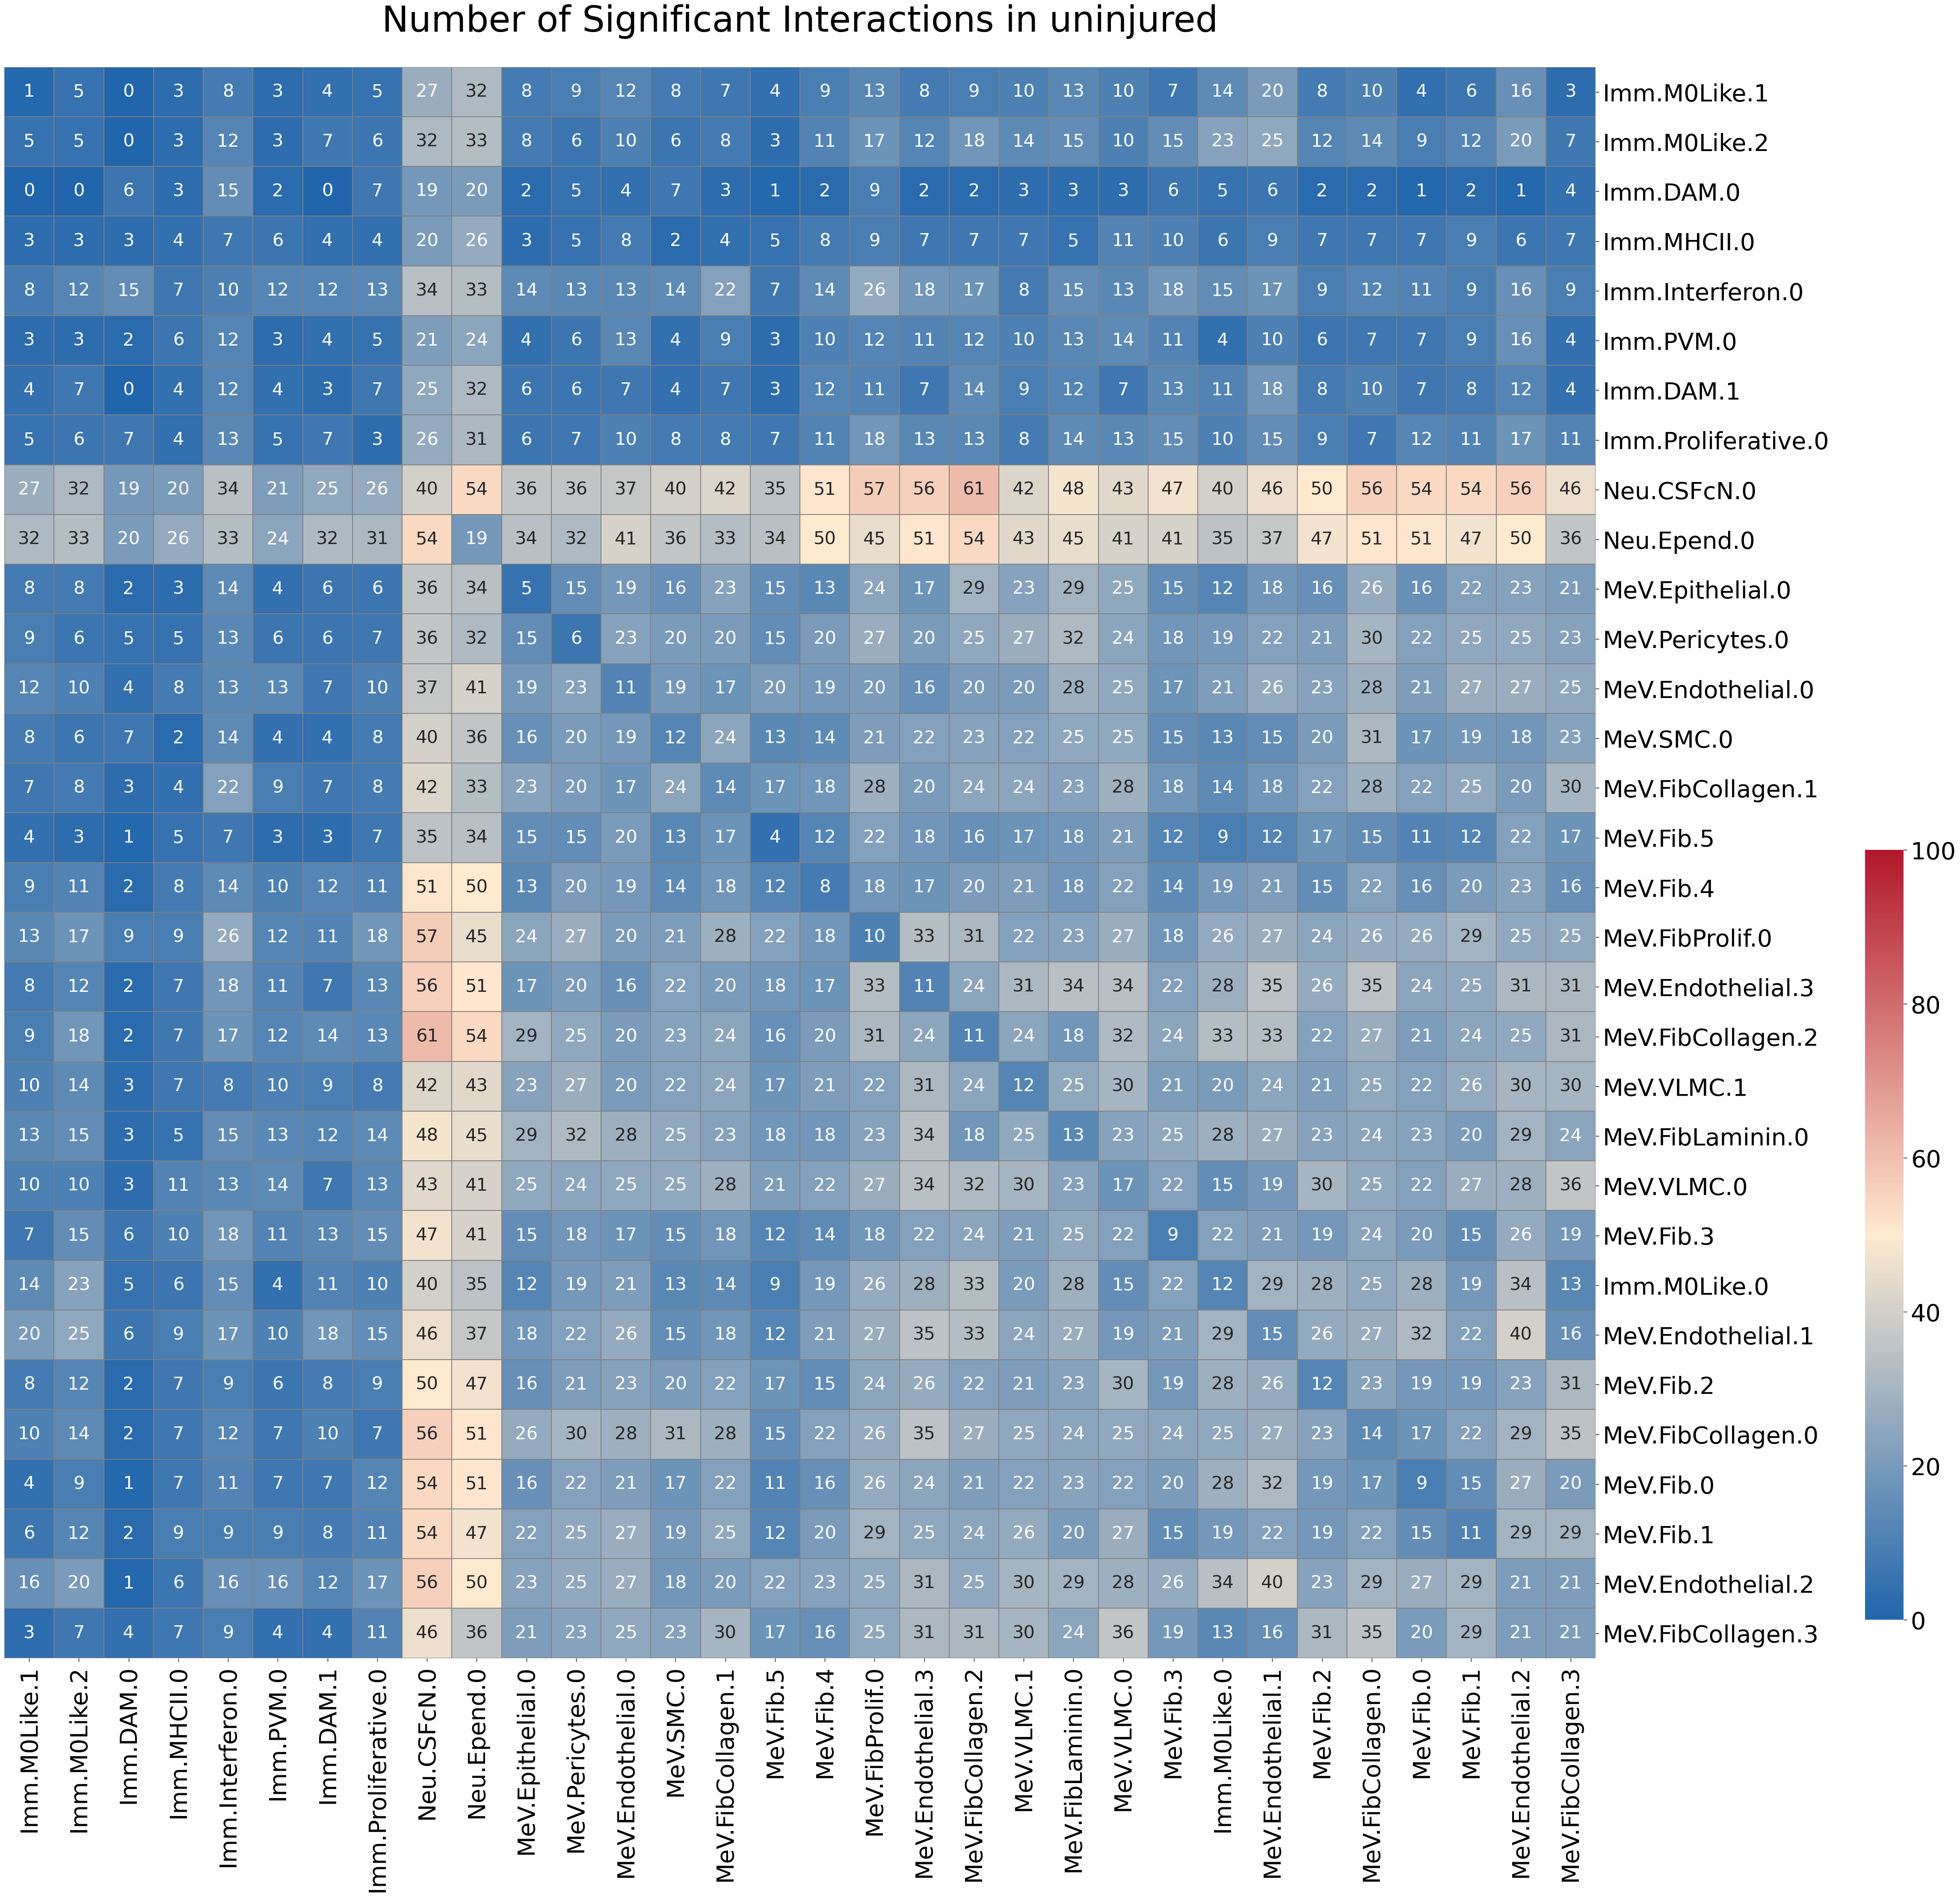 Number of Significant Interactions in uninjured
1 5 0 3 8 3 4 5 27 32 8 9 12 8 7 4 9 13 8 9 10 13 10 7 14 20 8 10 4 6 16 3 Imm.M0Like.1
5 5 0 3 12 3 7 6 32 33 8 6 10 6 8 3 11 17 12 18 14 15 10 15 23 25 12 14 9 12 20 7 Imm.M0Like.2
0 0 6 3 15 2 0 7 19 20 2 5 4 7 3 1 2 9 2 2 3 3 3 6 5 6 2 2 1 2 1 4 Imm.DAM.0
3 3 3 4 7 6 4 4 20 26 3 5 8 2 4 5 8 9 7 7 7 5 11 10 6 9 7 7 7 9 6 7 Imm.MHCII.0
8 12 15 7 10 12 12 13 34 33 14 13 13 14 22 7 14 26 18 17 8 15 13 18 15 17 9 12 11 9 16 9 Imm.Interferon.0
3 3 2 6 12 3 4 5 21 24 4 6 13 4 9 3 10 12 11 12 10 13 14 11 4 10 6 7 7 9 16 4 Imm.PVM.0
4 7 0 4 12 4 3 7 25 32 6 6 7 4 7 3 12 11 7 14 9 12 7 13 11 18 8 10 7 8 12 4 Imm.DAM.1
5 6 7 4 13 5 7 3 26 31 6 7 10 8 8 7 11 18 13 13 8 14 13 15 10 15 9 7 12 11 17 11 Imm.Proliferative.0
27 32 19 20 34 21 25 26 40 54 36 36 37 40 42 35 51 57 56 61 42 48 43 47 40 46 50 56 54 54 56 46 Neu.CSFcN.0
32 33 20 26 33 24 32 31 54 19 34 32 41 36 33 34 50 45 51 54 43 45 41 41 35 37 47 51 51 47 50 36 Neu.Epend.0
8 8 2 3 14 4 6 6 36 34 5 15 19 16 23 15 13 24 17 29 23 29 25 15 12 18 16 26 16 22 23 21 MeV.Epithelial.0
9 6 5 5 13 6 6 7 36 32 15 6 23 20 20 15 20 27 20 25 27 32 24 18 19 22 21 30 22 25 25 23 MeV.Pericytes.0
12 10 4 8 13 13 7 10 37 41 19 23 11 19 17 20 19 20 16 20 20 28 25 17 21 26 23 28 21 27 27 25 MeV.Endothelial.0
8 6 7 2 14 4 4 8 40 36 16 20 19 12 24 13 14 21 22 23 22 25 25 15 13 15 20 31 17 19 18 23 MeV.SMC.0
7 8 3 4 22 9 7 8 42 33 23 20 17 24 14 17 18 28 20 24 24 23 28 18 14 18 22 28 22 25 20 30 MeV.FibCollagen.1
4 3 1 5 7 3 3 7 35 34 15 15 20 13 17 4 12 22 18 16 17 18 21 12 9 12 17 15 11 12 22 17 MeV.Fib.5
9 11 2 8 14 10 12 11 51 50 13 20 19 14 18 12 8 18 17 20 21 18 22 14 19 21 15 22 16 20 23 16 MeV.Fib.4
13 17 9 9 26 12 11 18 57 45 24 27 20 21 28 22 18 10 33 31 22 23 27 18 26 27 24 26 26 29 25 25 MeV.FibProlif.0
8 12 2 7 18 11 7 13 56 51 17 20 16 22 20 18 17 33 11 24 31 34 34 22 28 35 26 35 24 25 31 31 MeV.Endothelial.3
9 18 2 7 17 12 14 13 61 54 29 25 20 23 24 16 20 31 24 11 24 18 32 24 33 33 22 27 21 24 25 31 MeV.FibCollagen.2
10 14 3 7 8 10 9 8 42 43 23 27 20 22 24 17 21 22 31 24 12 25 30 21 20 24 21 25 22 26 30 30 MeV.VLMC.1
13 15 3 5 15 13 12 14 48 45 29 32 28 25 23 18 18 23 34 18 25 13 23 25 28 27 23 24 23 20 29 24 MeV.FibLaminin.0
10 10 3 11 13 14 7 13 43 41 25 24 25 25 28 21 22 27 34 32 30 23 17 22 15 19 30 25 22 27 28 36 MeV.VLMC.0
7 15 6 10 18 11 13 15 47 41 15 18 17 15 18 12 14 18 22 24 21 25 22 9 22 21 19 24 20 15 26 19 MeV.Fib.3
14 23 5 6 15 4 11 10 40 35 12 19 21 13 14 9 19 26 28 33 20 28 15 22 12 29 28 25 28 19 34 13 Imm.M0Like.0
20 25 6 9 17 10 18 15 46 37 18 22 26 15 18 12 21 27 35 33 24 27 19 21 29 15 26 27 32 22 40 16 MeV.Endothelial.1
8 12 2 7 9 6 8 9 50 47 16 21 23 20 22 17 15 24 26 22 21 23 30 19 28 26 12 23 19 19 23 31 MeV.Fib.2
10 14 2 7 12 7 10 7 56 51 26 30 28 31 28 15 22 26 35 27 25 24 25 24 25 27 23 14 17 22 29 35 MeV.FibCollagen.0
4 9 1 7 11 7 7 12 54 51 16 22 21 17 22 11 16 26 24 21 22 23 22 20 28 32 19 17 9 15 27 20 MeV.Fib.0
6 12 2 9 9 9 8 11 54 47 22 25 27 19 25 12 20 29 25 24 26 20 27 15 19 22 19 22 15 11 29 29 MeV.Fib.1
16 20 1 6 16 16 12 17 56 50 23 25 27 18 20 22 23 25 31 25 30 29 28 26 34 40 23 29 27 29 21 21 MeV.Endothelial.2
3 7 4 7 9 4 4 11 46 36 21 23 25 23 30 17 16 25 31 31 30 24 36 19 13 16 31 35 20 29 21 21 MeV.FibCollagen.3
Imm.M0Like.1
Imm.M0Like.2
Imm.DAM.0
Imm.MHCII.0
Imm.Interferon.0
Imm.PVM.0
Imm.DAM.1
Imm.Proliferative.0
Neu.CSFcN.0
Neu.Epend.0
MeV.Epithelial.0
MeV.Pericytes.0
MeV.Endothelial.0
MeV.SMC.0
MeV.FibCollagen.1
MeV.Fib.5
MeV.Fib.4
MeV.FibProlif.0
MeV.Endothelial.3
MeV.FibCollagen.2
MeV.VLMC.1
MeV.FibLaminin.0
MeV.VLMC.0
MeV.Fib.3
Imm.M0Like.0
MeV.Endothelial.1
MeV.Fib.2
MeV.FibCollagen.0
MeV.Fib.0
MeV.Fib.1
MeV.Endothelial.2
MeV.FibCollagen.3
100
80
60
40
20
0